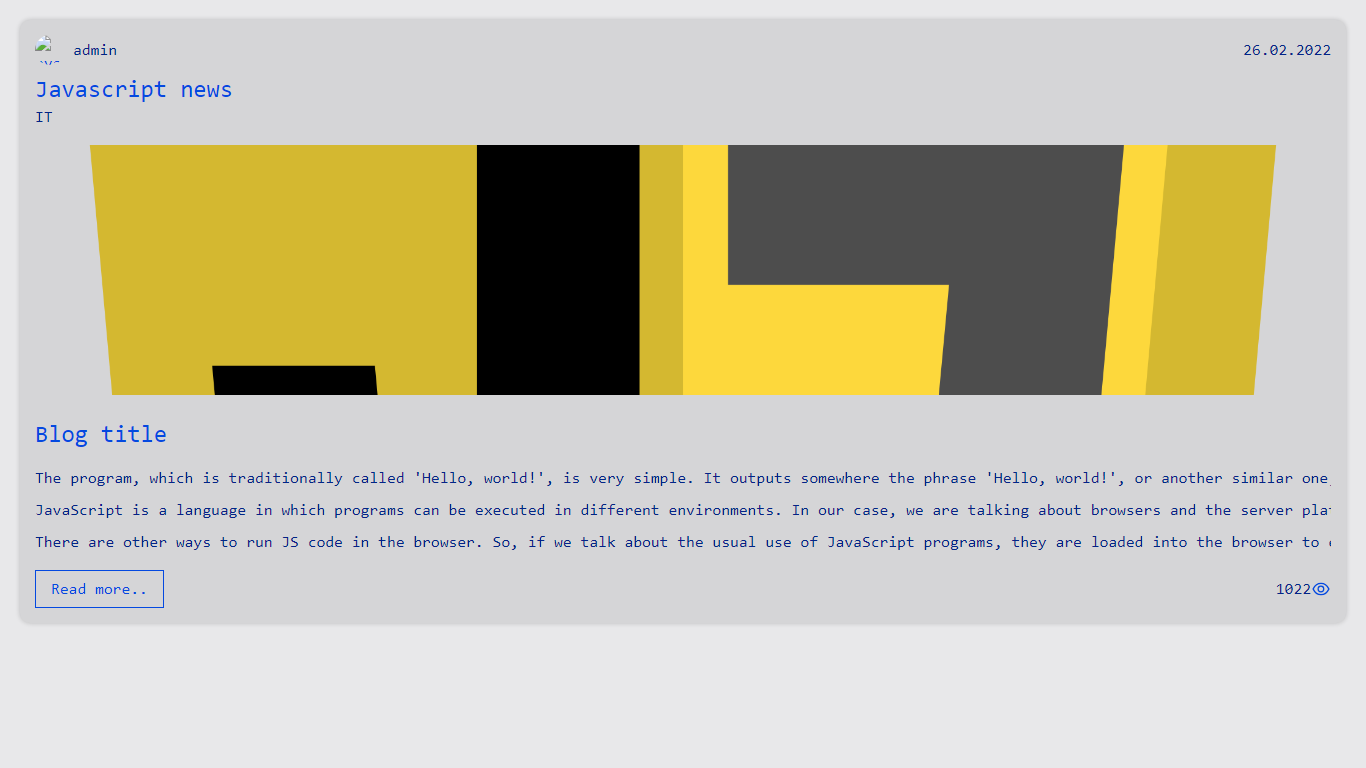 admin
26.02.2022
Javascript news
IT
Blog title
The program, which is traditionally called 'Hello, world!', is very simple. It outputs somewhere the phrase 'Hello, world!', or another similar one,
JavaScript is a language in which programs can be executed in different environments. In our case, we are talking about browsers and the server
There are other ways to run JS code in the browser. So, if we talk about the usual use of JavaScript programs, they are loaded into the browser to
Read more..
1022